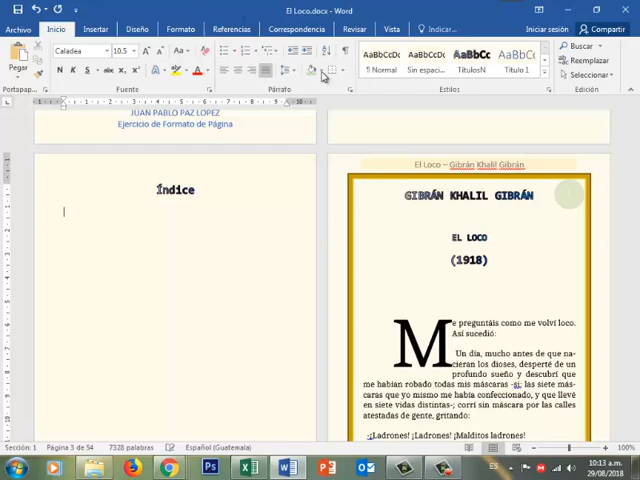 El Loco.docx - Word
Archivo Inicio Insertar Diseño Formato Referencias Correspondencia Revisar Vista Indicar... Iniciar sesión Compartir
Caladea 10.5 Aa
Pegar
N K S abc x₂ x²
Portapap... Fuente Párrafo Estilos Edición
AaBbCcDc AaBbCcDc AaBbCc AaBbCc
¶ Normal Sin espaci... TítulosN Título 1
Buscar
Reemplazar
Seleccionar
JUAN PABLO PAZ LOPEZ
Ejercicio de Formato de Página
Índice
El Loco – Gibrán Khalil Gibrán
GIBRÁN KHALIL GIBRÁN
EL LOCO
(1918)
Me preguntáis como me volví loco.
Así sucedió:
Un día, mucho antes de que na-
cieran los dioses, desperté de un
profundo sueño y descubrí que
me habían robado todas mis máscaras -si; las siete más-
caras que yo mismo me había confeccionado, y que llevé
en siete vidas distintas-; corrí sin máscara por las calles
atestadas de gente, gritando:
-¡Ladrones! ¡Ladrones! ¡Malditos ladrones!
Sección: 1 Página 3 de 54 7328 palabras Español (Guatemala) 100%
ES 10:13 a.m.
29/08/2018